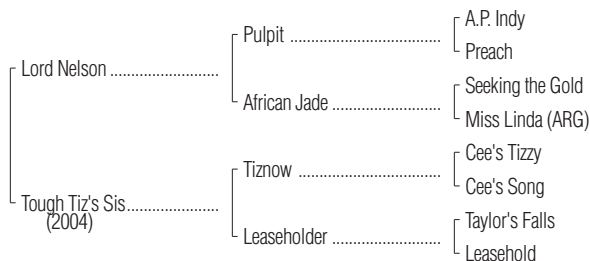 A.P. Indy
Pulpit
Preach
Lord Nelson
Seeking the Gold
African Jade
Miss Linda (ARG)
Cee's Tizzy
Tiznow
Cee's Song
Tough Tiz's Sis
(2004)
Taylor's Falls
Leaseholder
Leasehold